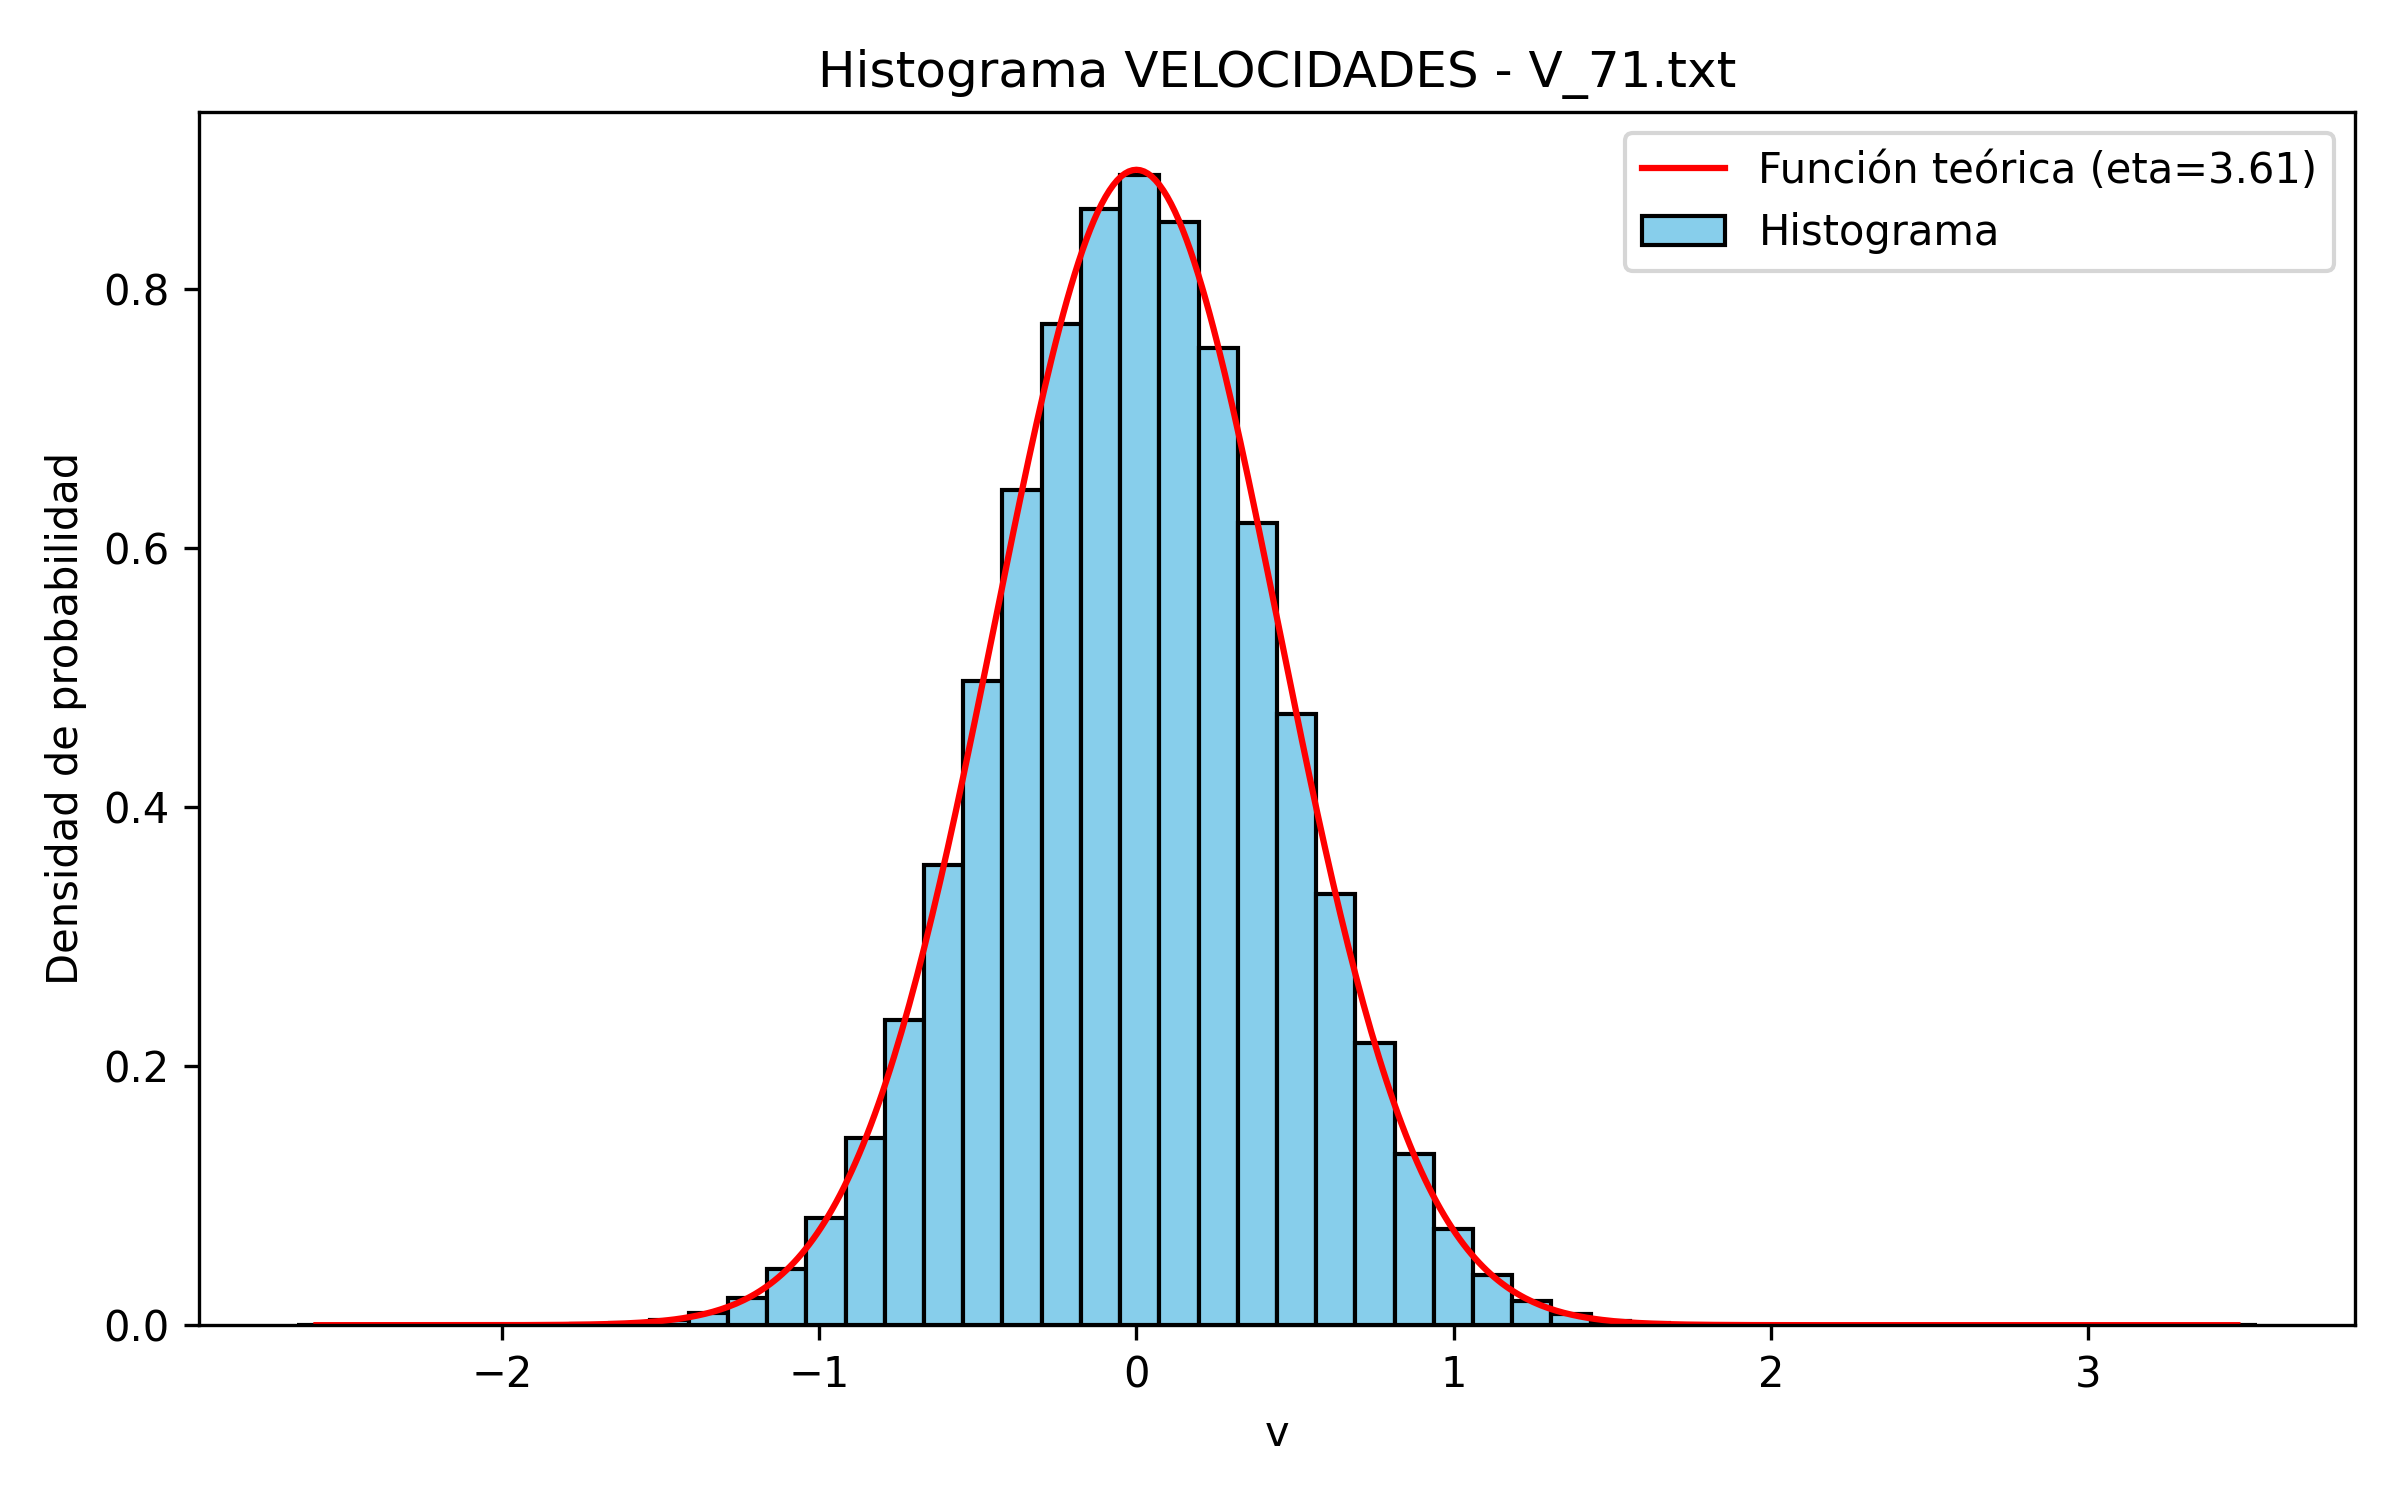 Histograma VELOCIDADES - V_71.txt
Función teórica (eta=3.61)
Histograma
Densidad de probabilidad
0.8
0.6
0.4
0.2
0.0
−2 −1 0 1 2 3
v